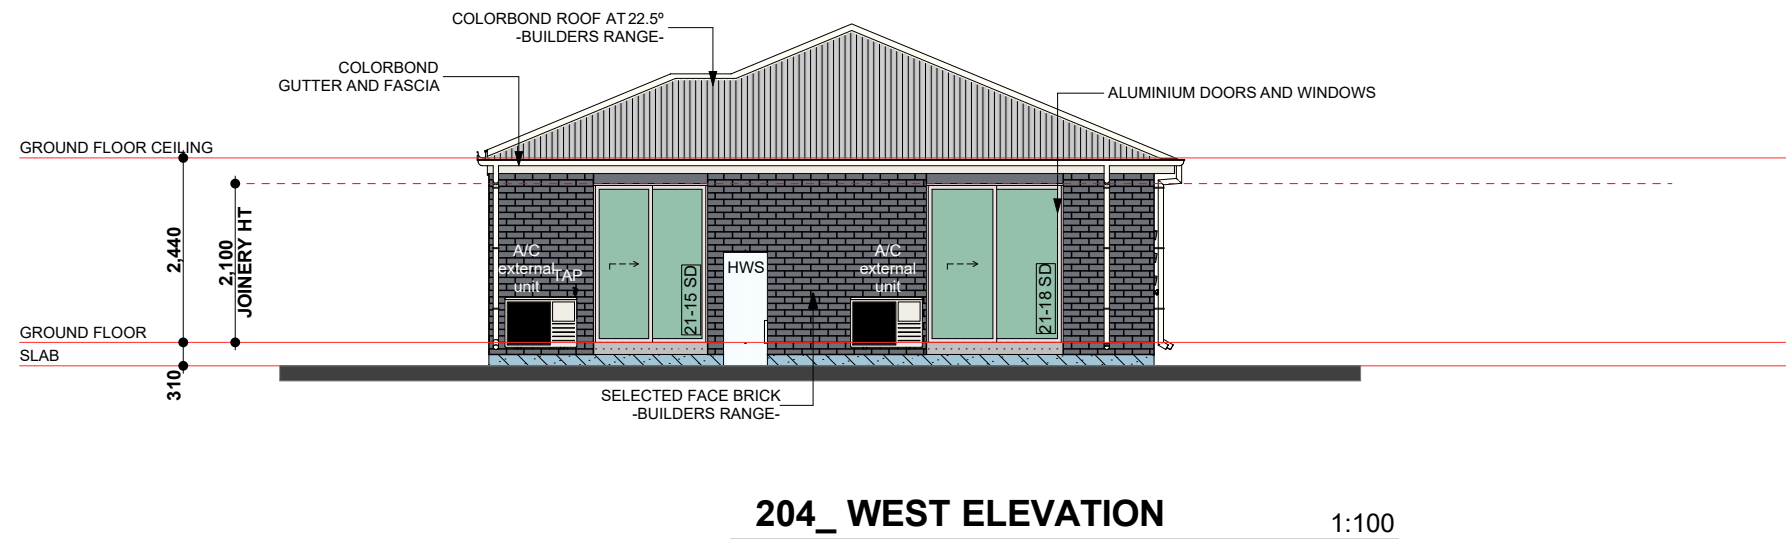 COLORBOND ROOF AT 22.5º
-BUILDERS RANGE-
COLORBOND
GUTTER AND FASCIA
ALUMINIUM DOORS AND WINDOWS
GROUND FLOOR CEILING
2,440
2,100
JOINERY HT
A/C
external
unit
TAP
21-15 SD
HWS
A/C
external
unit
21-18 SD
GROUND FLOOR
SLAB
310
SELECTED FACE BRICK
-BUILDERS RANGE-
204_ WEST ELEVATION
1:100